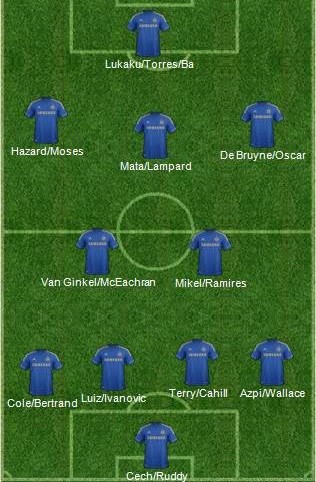 Lukaku/Torres/Ba
Hazard/Moses
Mata/Lampard
De Bruyne/Oscar
Van Ginkel/McEachran
Mikel/Ramires
Cole/Bertrand
Luiz/Ivanovic
Terry/Cahill
Azpi/Wallace
Cech/Ruddy